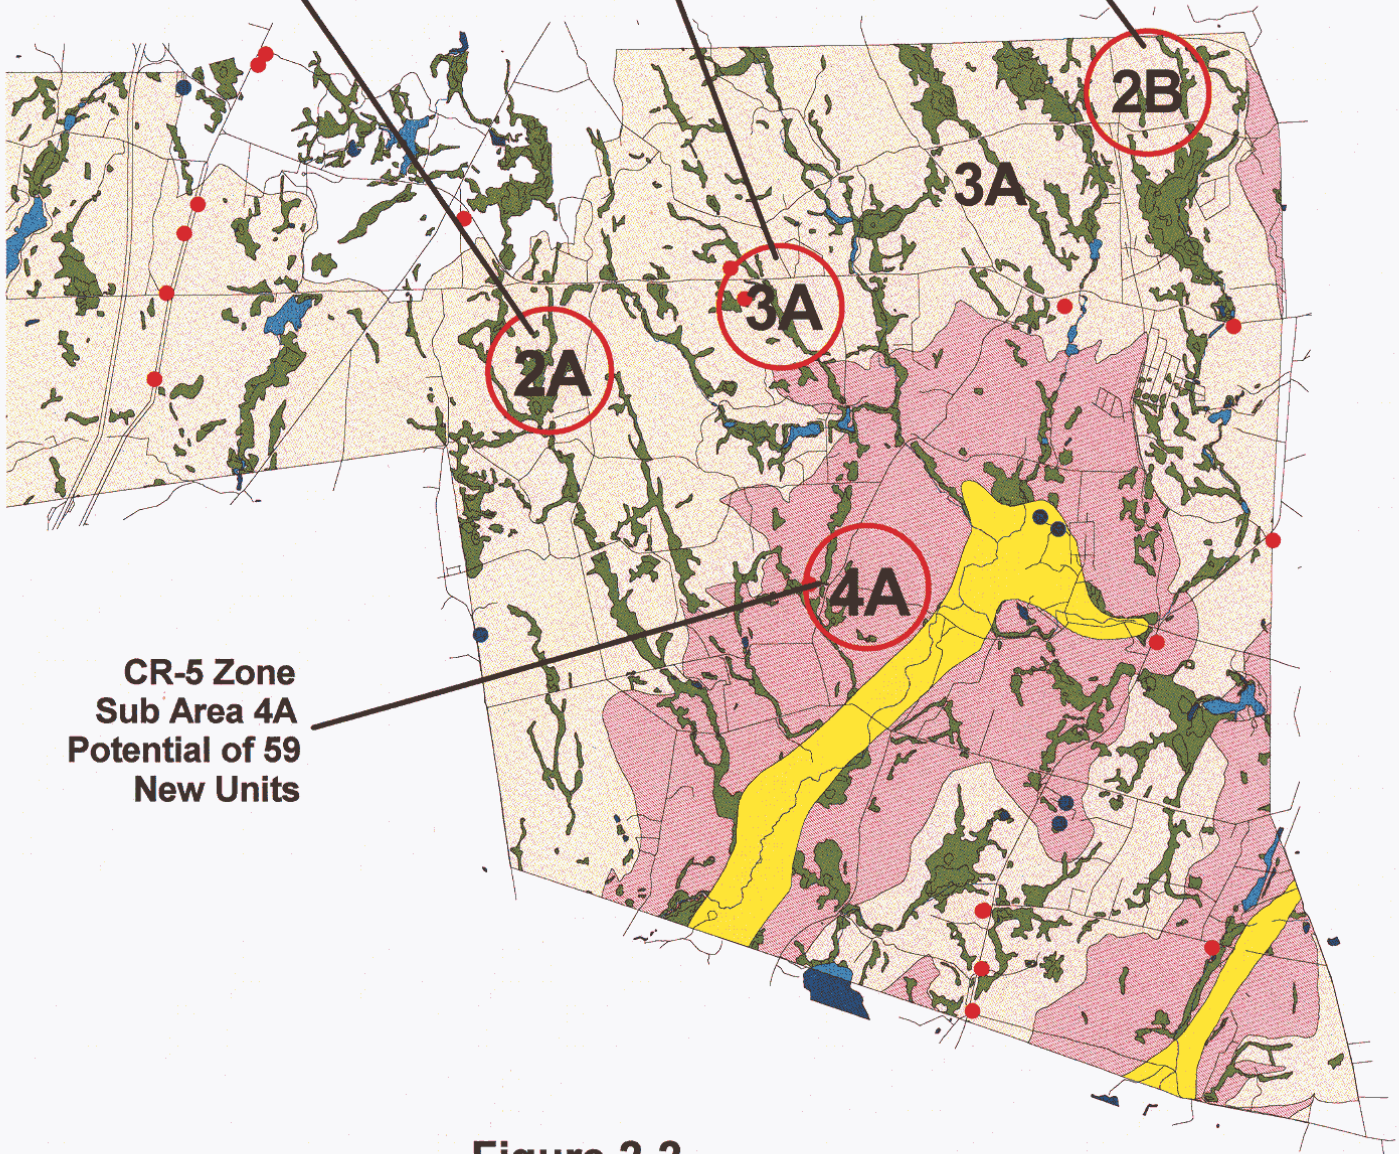 2B
3A
3A
2A
4A
CR-5 Zone
Sub Area 4A
Potential of 59
New Units